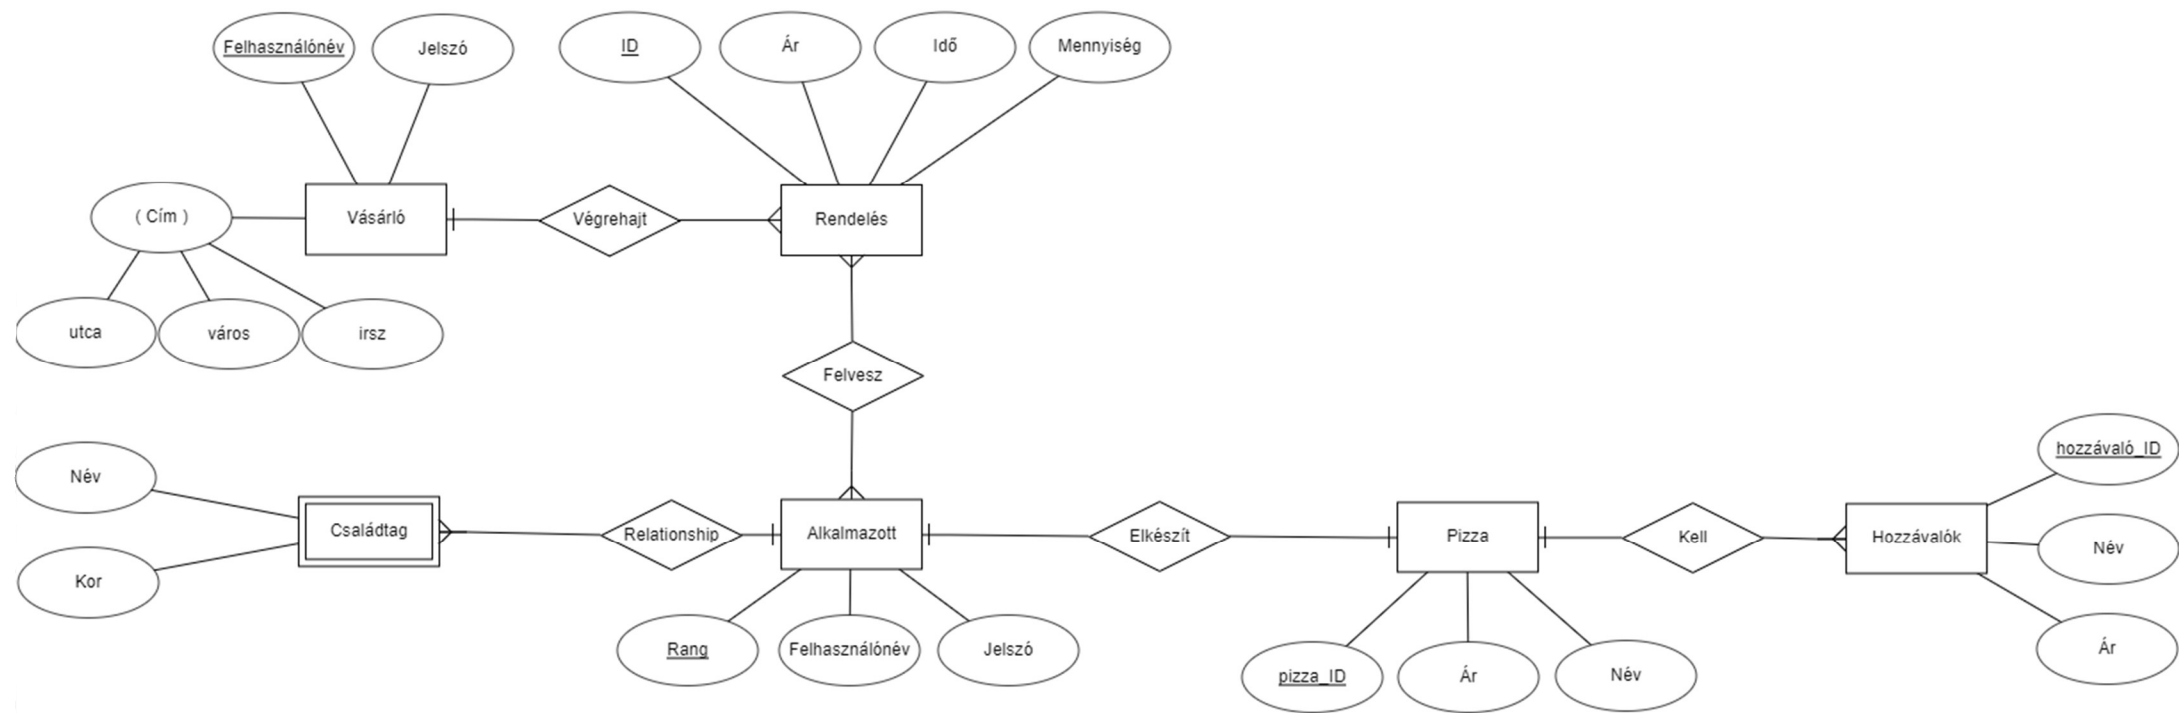 Felhasználónév
Jelszó
ID
Ár
Idő
Mennyiség
( Cím )
Vásárló
Végrehajt
Rendelés
utca
város
irsz
Felvesz
Név
Családtag
Kor
Relationship
Alkalmazott
Elkészít
Pizza
Kell
Hozzávalók
hozzávaló_ID
Név
Ár
Rang
Felhasználónév
Jelszó
pizza_ID
Ár
Név